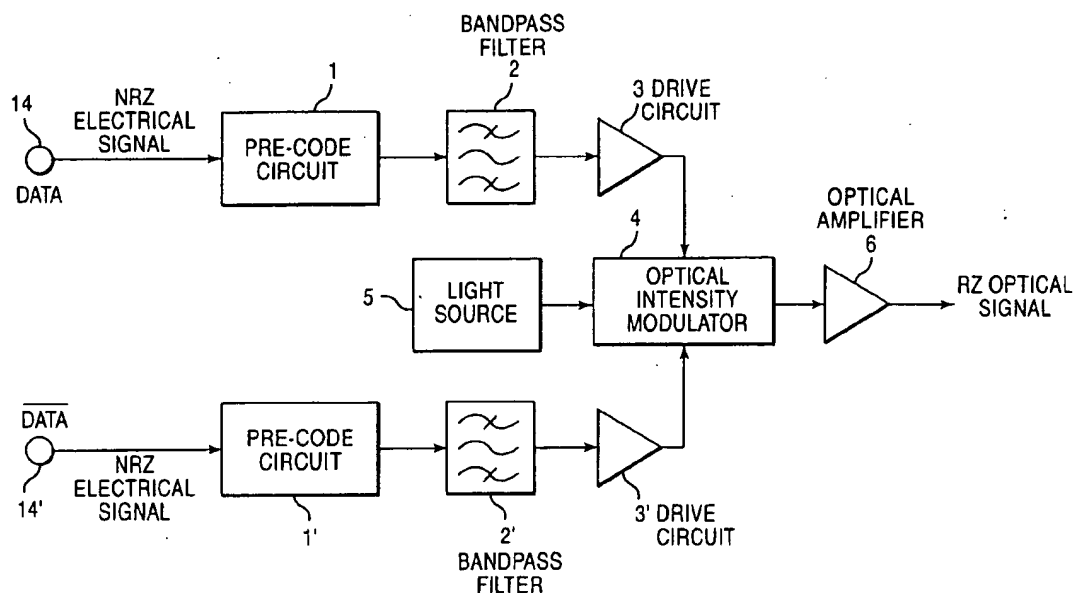 BANDPASS
FILTER
1
2
3 DRIVE
CIRCUIT
14
NRZ
ELECTRICAL
SIGNAL
PRE-CODE
CIRCUIT
DATA
OPTICAL
AMPLIFIER
6
4
5
LIGHT
SOURCE
OPTICAL
INTENSITY
MODULATOR
RZ OPTICAL
SIGNAL
DATA
14'
NRZ
ELECTRICAL
SIGNAL
PRE-CODE
CIRCUIT
1'
2'
BANDPASS
FILTER
3' DRIVE
CIRCUIT